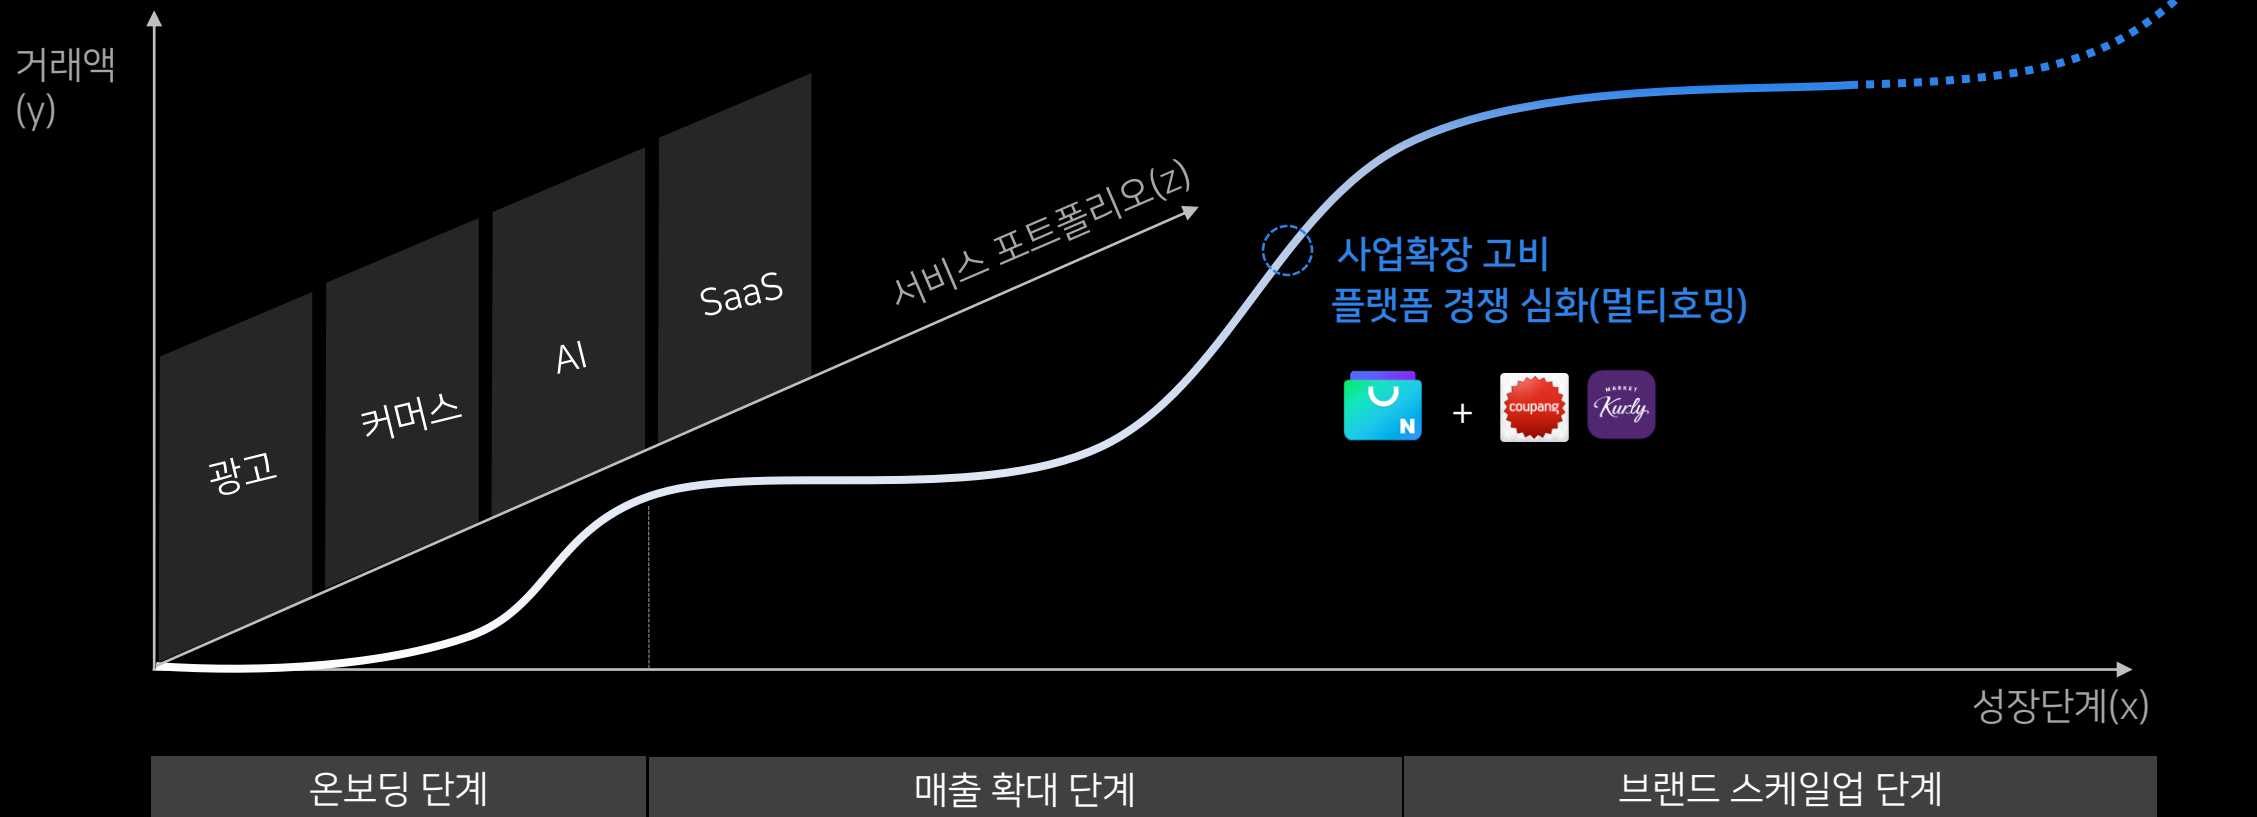 거래액
(y)
서비스 포트폴리오(z)
SaaS
AI
커머스
광고
사업확장 고비
플랫폼 경쟁 심화(멀티호밍)
N
+
coupang
MARKET
Kurly
성장단계(x)
온보딩 단계
매출 확대 단계
브랜드 스케일업 단계